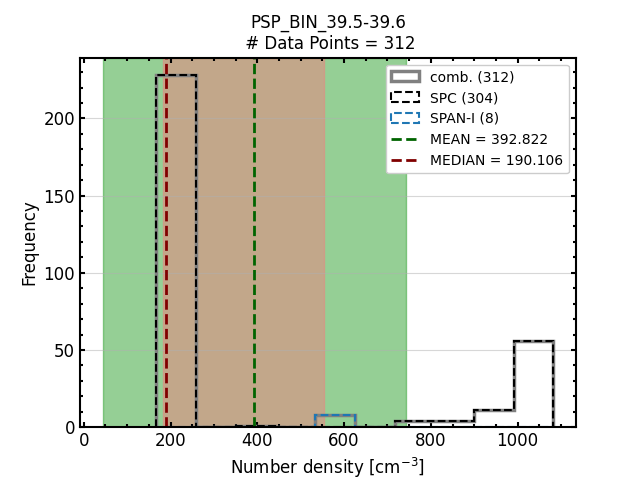 PSP_BIN_39.5-39.6
# Data Points = 312
comb. (312)
SPC (304)
SPAN-I (8)
MEAN = 392.822
MEDIAN = 190.106
Frequency
200
150
100
50
0
0 200 400 600 800 1000
Number density [cm⁻³]